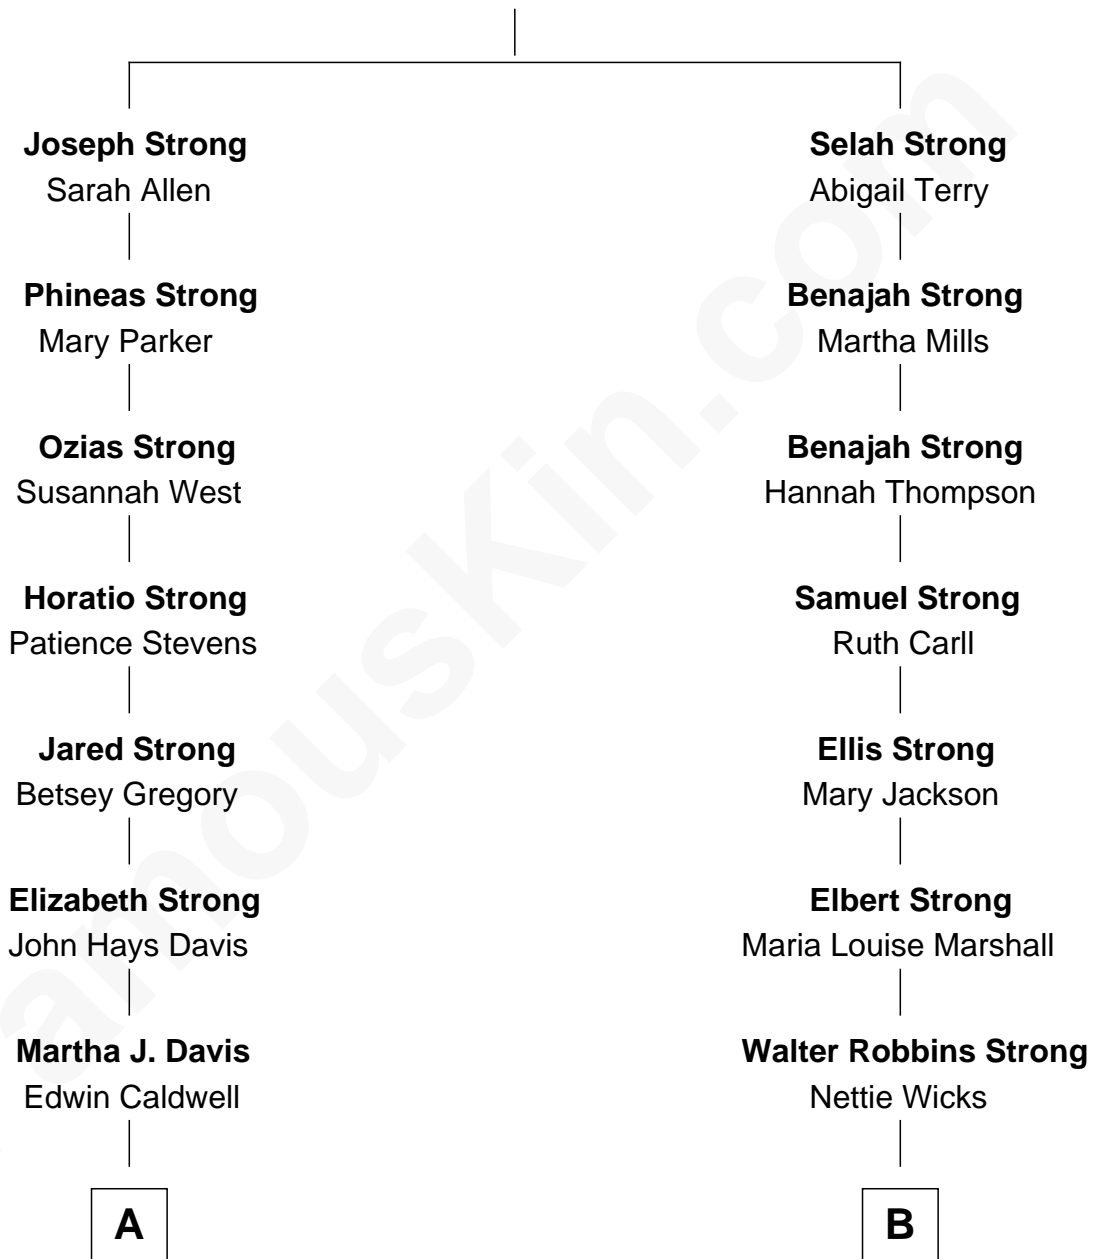 Joseph Strong
Sarah Allen
Phineas Strong
Mary Parker
Ozias Strong
Susannah West
Horatio Strong
Patience Stevens
Jared Strong
Betsey Gregory
Elizabeth Strong
John Hays Davis
Martha J. Davis
Edwin Caldwell
A
Selah Strong
Abigail Terry
Benajah Strong
Martha Mills
Benajah Strong
Hannah Thompson
Samuel Strong
Ruth Carll
Ellis Strong
Mary Jackson
Elbert Strong
Maria Louise Marshall
Walter Robbins Strong
Nettie Wicks
B
amousKin.com